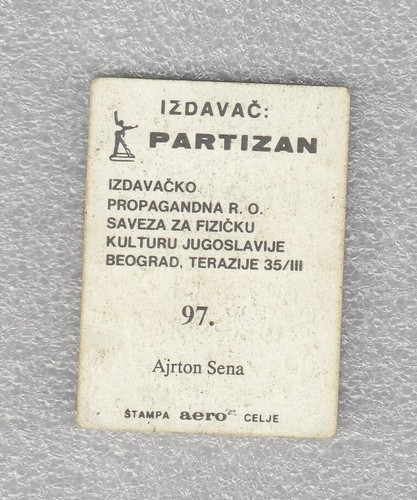 IZDAVAČ:
PARTIZAN
IZDAVAČKO
PROPAGANDNA R. O.
SAVEZA ZA FIZIČKU
KULTURU JUGOSLAVIJE
BEOGRAD, TERAZIJE 35/III
97.
Ajrton Sena
ŠTAMPA aero CELJE